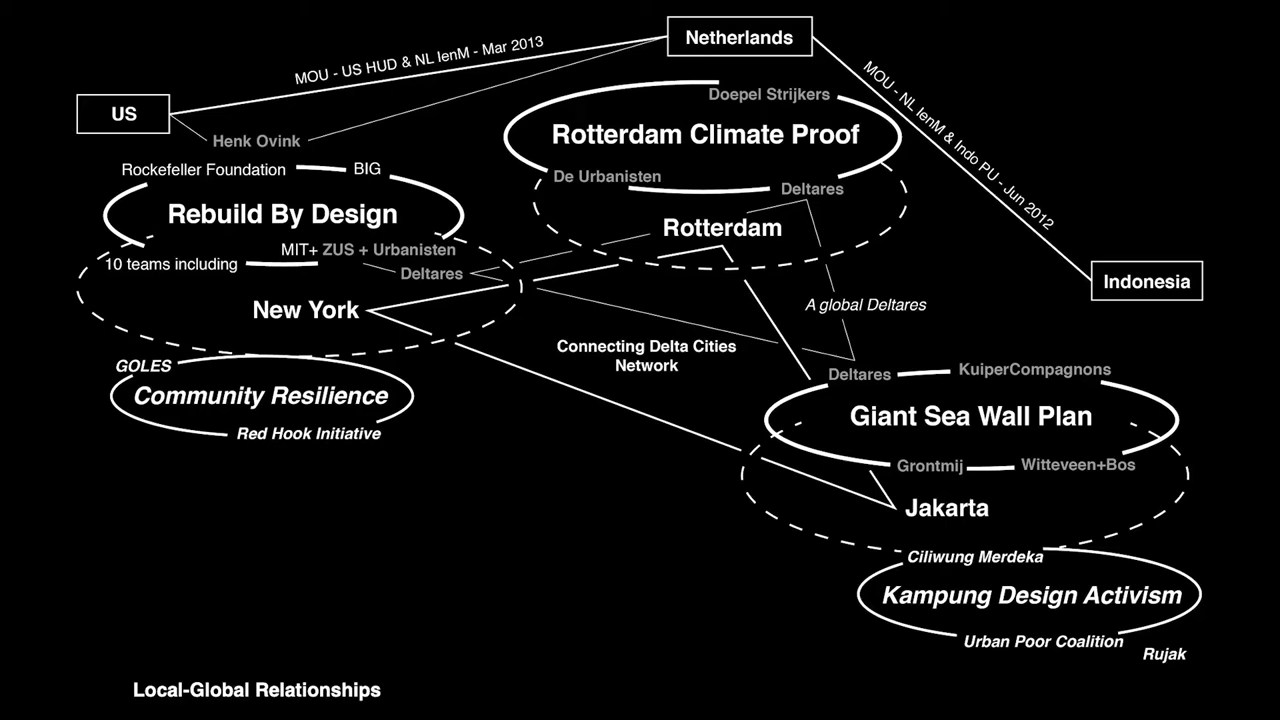 Netherlands
MOU - US HUD & NL IenM - Mar 2013
MOU - NL IenM & Indo PU - Jun 2012
US
Henk Ovink
Doepel Strijkers
Rotterdam Climate Proof
De Urbanisten
Deltares
Rotterdam
Rockefeller Foundation
BIG
Rebuild By Design
MIT+ ZUS + Urbanisten
10 teams including
Deltares
New York
Indonesia
A global Deltares
Connecting Delta Cities
Network
GOLES
Community Resilience
Red Hook Initiative
Deltares
KuiperCompagnons
Giant Sea Wall Plan
Grontmij
Witteveen+Bos
Jakarta
Ciliwung Merdeka
Kampung Design Activism
Urban Poor Coalition
Rujak
Local-Global Relationships